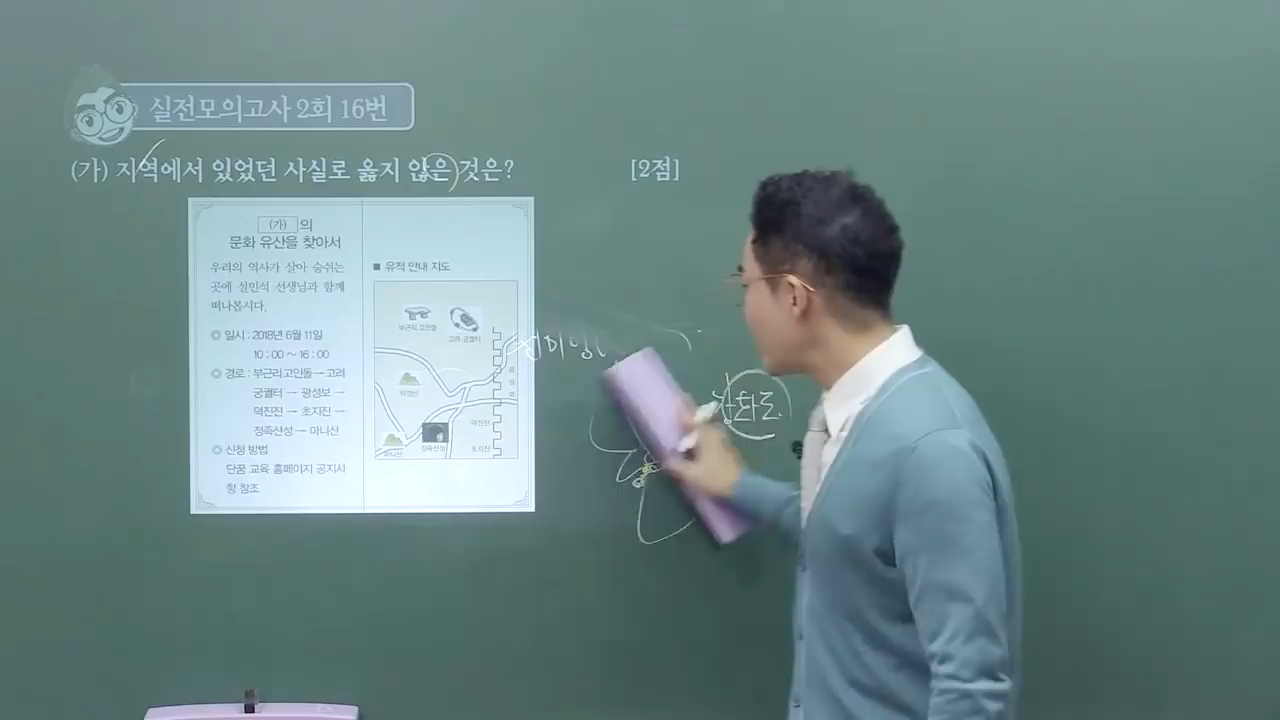 실전모의고사 2회 16번
(가) 지역에서 있었던 사실로 옳지 않은 것은? [2점]
(가) 의
문화 유산을 찾아서
우리의 역사가 살아 숨쉬는
곳에 설민석 선생님과 함께
떠나봅시다.
◎ 일시 : 2018년 6월 11일
10 : 00 ~ 16 : 00
◎ 경로 : 부근리 고인돌 → 고려
궁궐터 → 광성보 →
덕진진 → 초지진 →
정족산성 → 마니산
◎ 신청 방법
단꿈 교육 홈페이지 공지사
항 참조
■ 유적 안내 지도
부근리 고인돌
고려 궁궐터
광성보
덕진진
마니산
정족산성
초지진
강화도